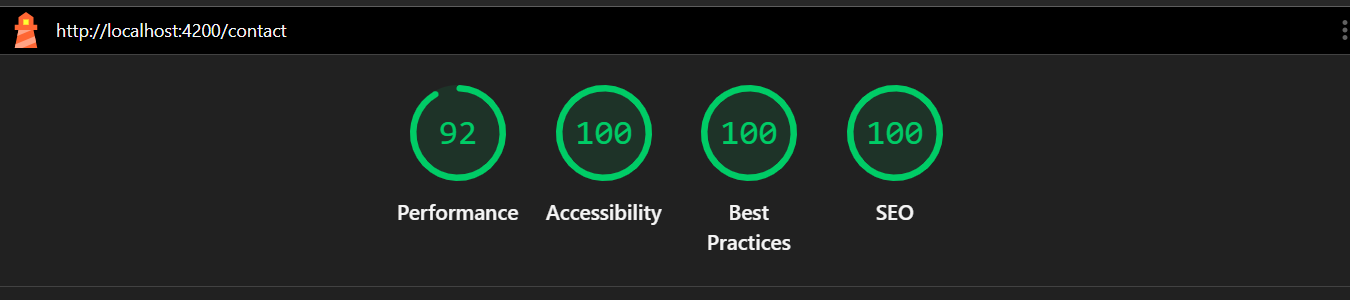 http://localhost:4200/contact
92
100
100
100
Performance
Accessibility
Best
Practices
SEO